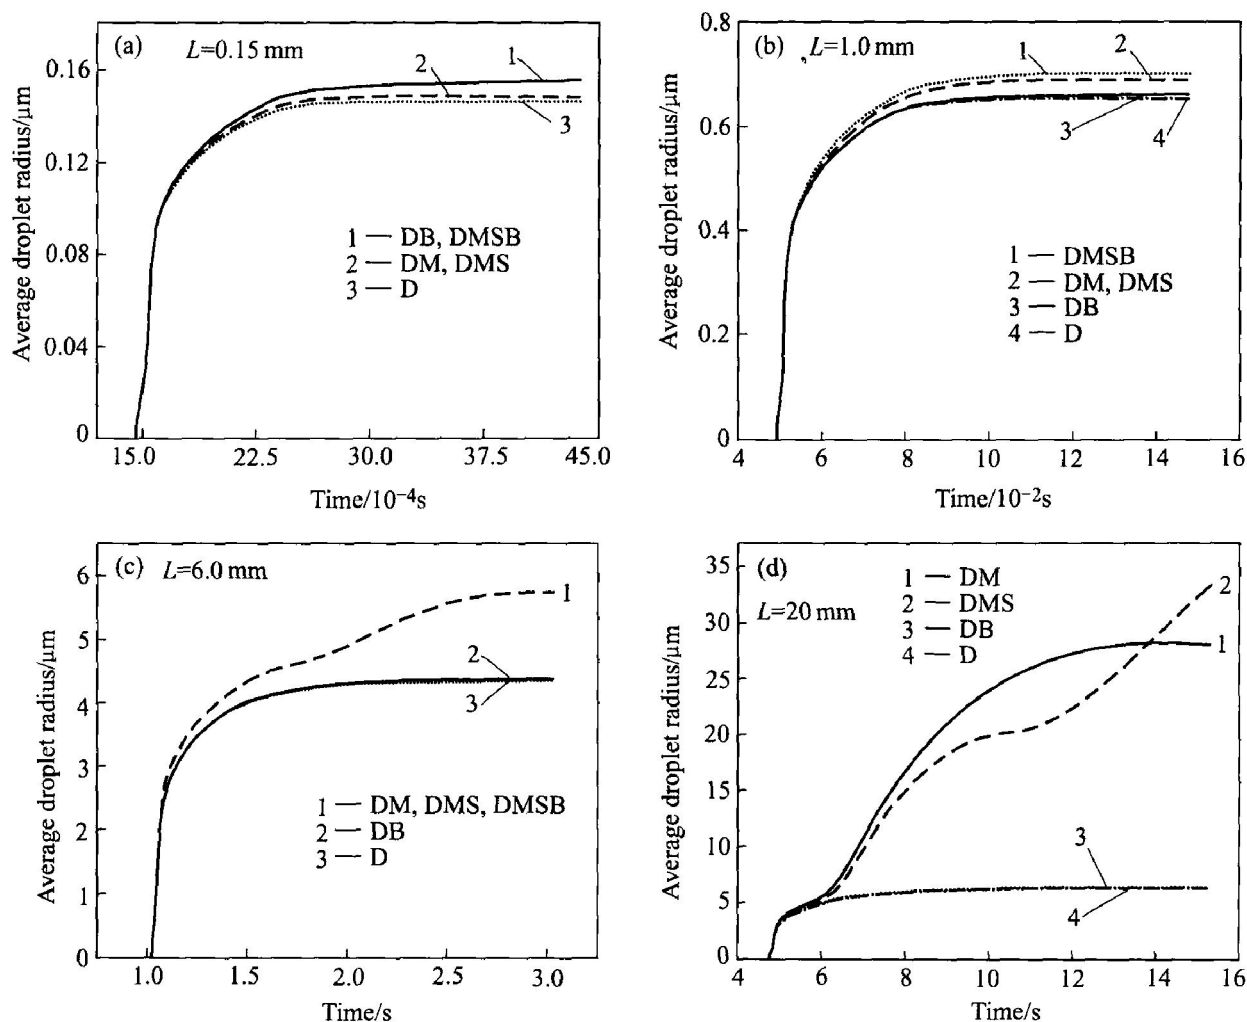 (a)
L=0.15 mm
Average droplet radius/μm
0.16
0.12
0.08
0.04
0
1
2
3
1 — DB, DMSB
2 — DM, DMS
3 — D
15.0 22.5 30.0 37.5 45.0
Time/10⁻⁴s
(b)
L=1.0 mm
Average droplet radius/μm
0.8
0.6
0.4
0.2
0
1
2
3
4
1 — DMSB
2 — DM, DMS
3 — DB
4 — D
4 6 8 10 12 14 16
Time/10⁻²s
(c)
L=6.0 mm
Average droplet radius/μm
6
5
4
3
2
1
0
1
2
3
1 — DM, DMS, DMSB
2 — DB
3 — D
1.0 1.5 2.0 2.5 3.0
Time/s
(d)
L=20 mm
Average droplet radius/μm
35
30
25
20
15
10
5
0
1 — DM
2 — DMS
3 — DB
4 — D
2
1
3
4
4 6 8 10 12 14 16
Time/s